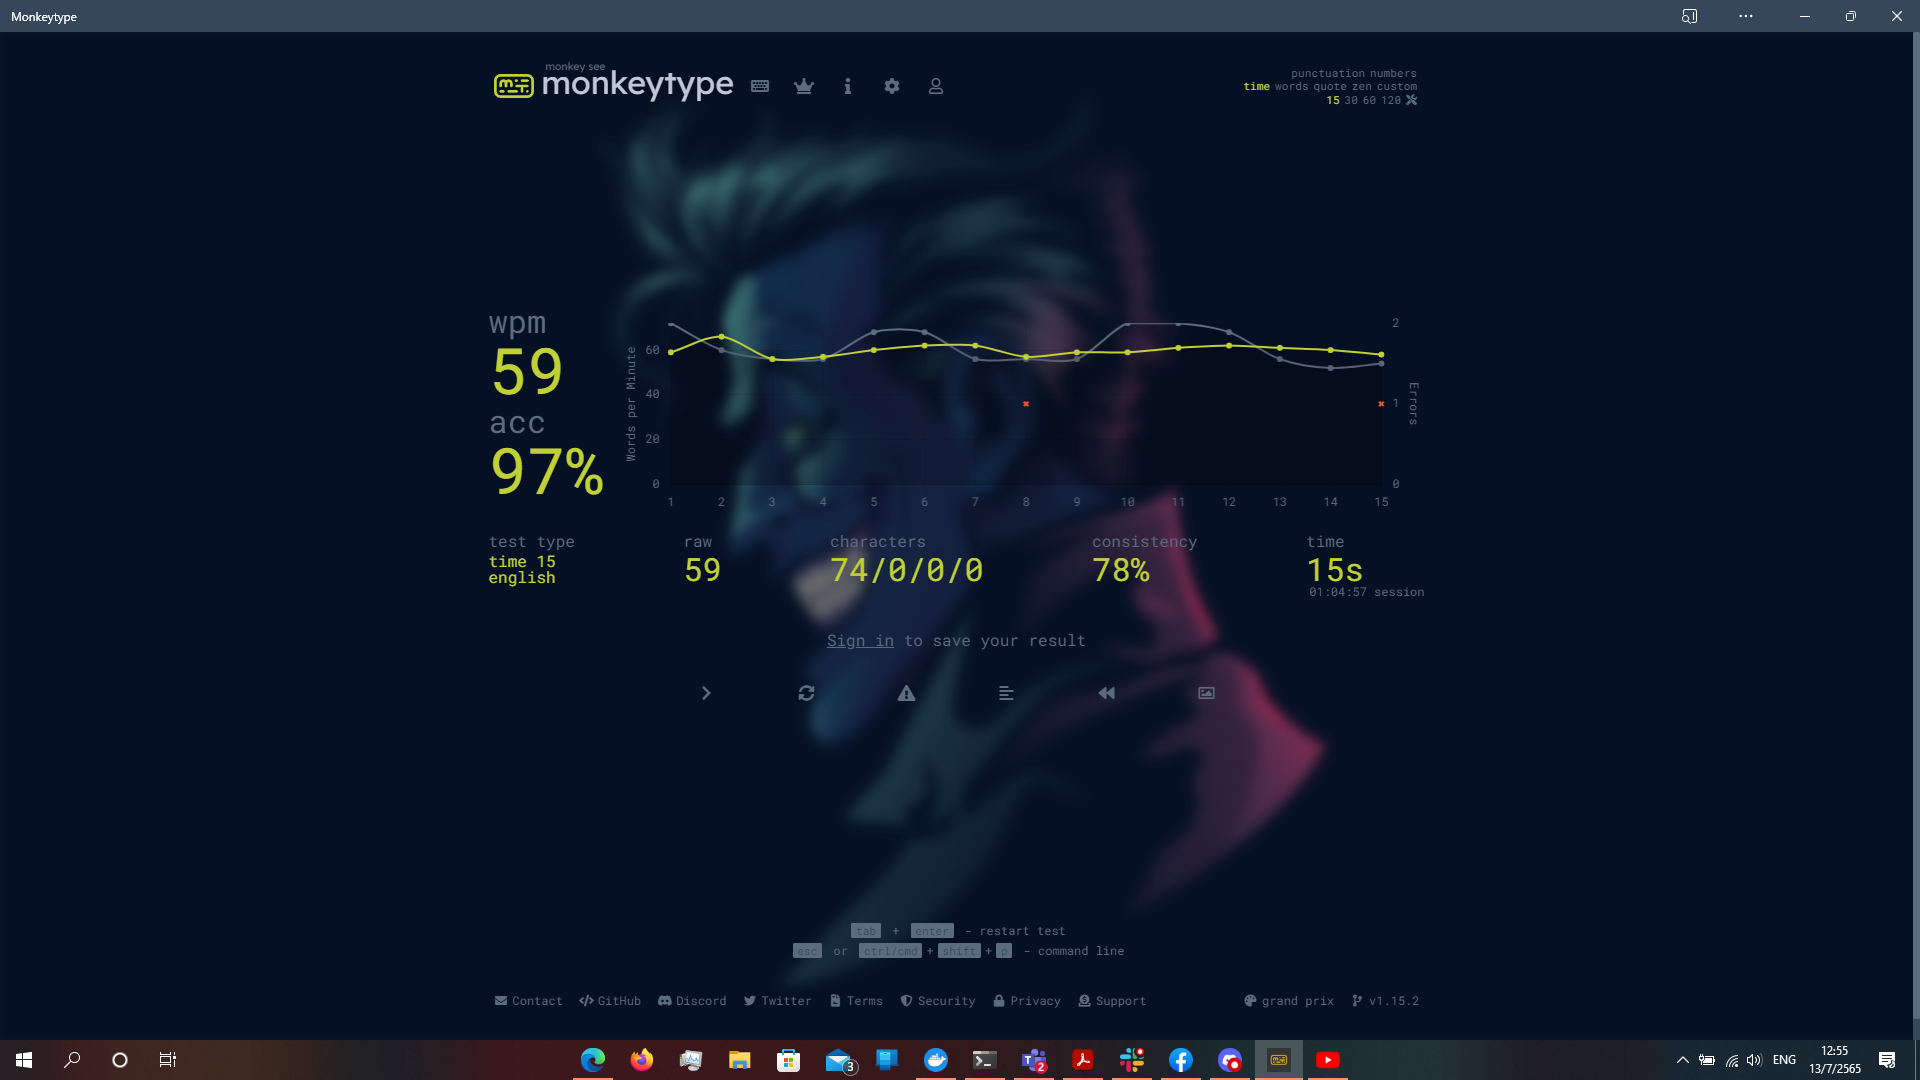 Monkeytype
monkey see
monkeytype
punctuation numbers
time words quote zen custom
15 30 60 120
wpm
59
acc
97%
Words per Minute
60
40
20
0
1 2 3 4 5 6 7 8 9 10 11 12 13 14 15
2
1
0
Errors
test type
time 15
english
raw
59
characters
74/0/0/0
consistency
78%
time
15s
01:04:57 session
Sign in to save your result
tab + enter - restart test
esc or ctrl/cmd + shift + p - command line
Contact GitHub Discord Twitter Terms Security Privacy Support grand prix v1.15.2
3
2
ENG
12:55
13/7/2565